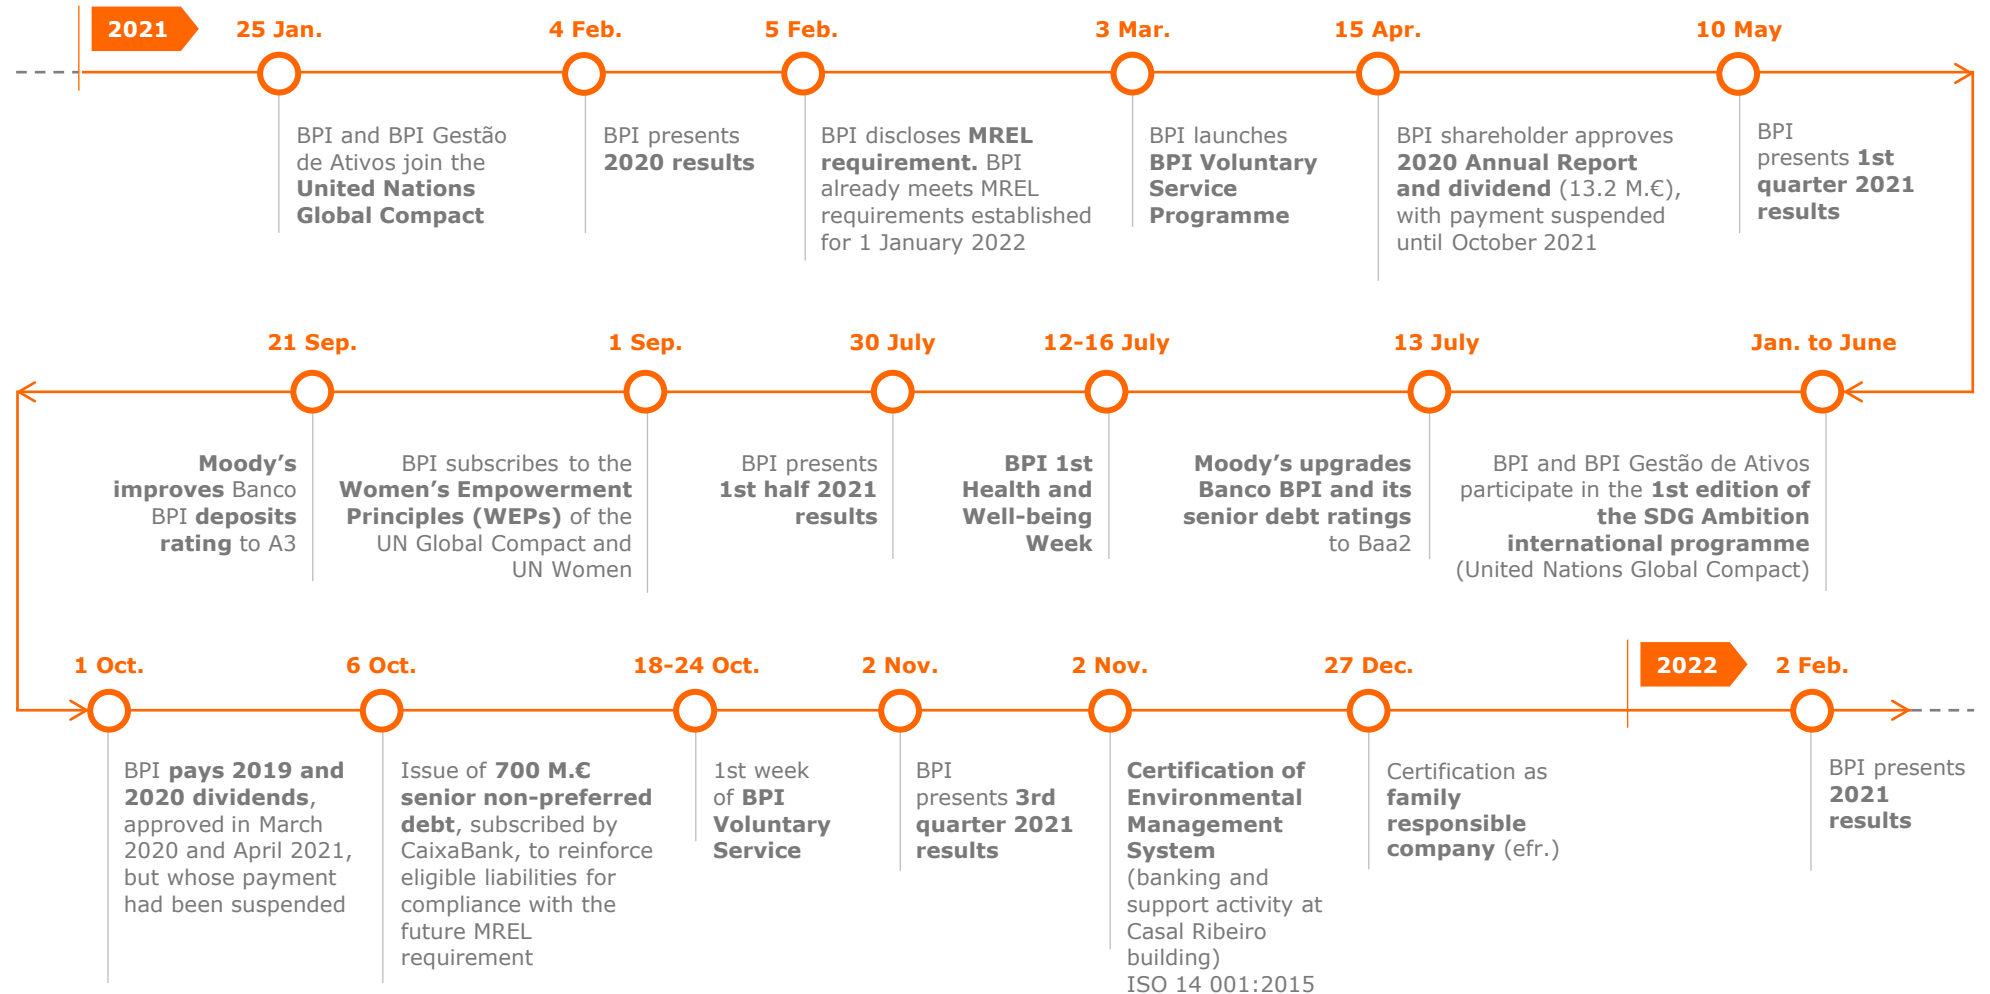 2021
25 Jan.
BPI and BPI Gestão
de Ativos join the
United Nations
Global Compact
4 Feb.
BPI presents
2020 results
5 Feb.
BPI discloses MREL
requirement. BPI
already meets MREL
requirements established
for 1 January 2022
3 Mar.
BPI launches
BPI Voluntary
Service
Programme
15 Apr.
BPI shareholder approves
2020 Annual Report
and dividend (13.2 M.€),
with payment suspended
until October 2021
10 May
BPI
presents 1st
quarter 2021
results
Jan. to June
BPI and BPI Gestão de Ativos
participate in the 1st edition of
the SDG Ambition
international programme
(United Nations Global Compact)
13 July
Moody’s upgrades
Banco BPI and its
senior debt ratings
to Baa2
12-16 July
BPI 1st
Health and
Well-being
Week
30 July
BPI presents
1st half 2021
results
1 Sep.
BPI subscribes to the
Women’s Empowerment
Principles (WEPs) of the
UN Global Compact and
UN Women
21 Sep.
Moody’s
improves Banco
BPI deposits
rating to A3
1 Oct.
BPI pays 2019 and
2020 dividends,
approved in March
2020 and April 2021,
but whose payment
had been suspended
6 Oct.
Issue of 700 M.€
senior non-preferred
debt, subscribed by
CaixaBank, to reinforce
eligible liabilities for
compliance with the
future MREL
requirement
18-24 Oct.
1st week
of BPI
Voluntary
Service
2 Nov.
BPI
presents 3rd
quarter 2021
results
2 Nov.
Certification of
Environmental
Management
System
(banking and
support activity at
Casal Ribeiro
building)
ISO 14 001:2015
27 Dec.
Certification as
family
responsible
company (efr.)
2022
2 Feb.
BPI presents
2021
results